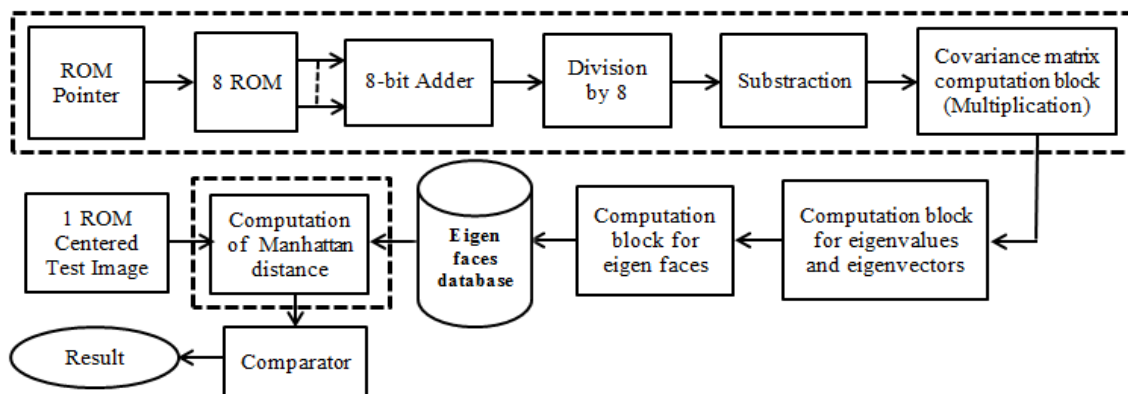 ROM
Pointer
8 ROM
8-bit Adder
Division
by 8
Substraction
Covariance matrix
computation block
(Multiplication)
1 ROM
Centered
Test Image
Computation
of Manhattan
distance
Eigen
faces
database
Computation
block for
eigen faces
Computation block
for eigenvalues
and eigenvectors
Result
Comparator